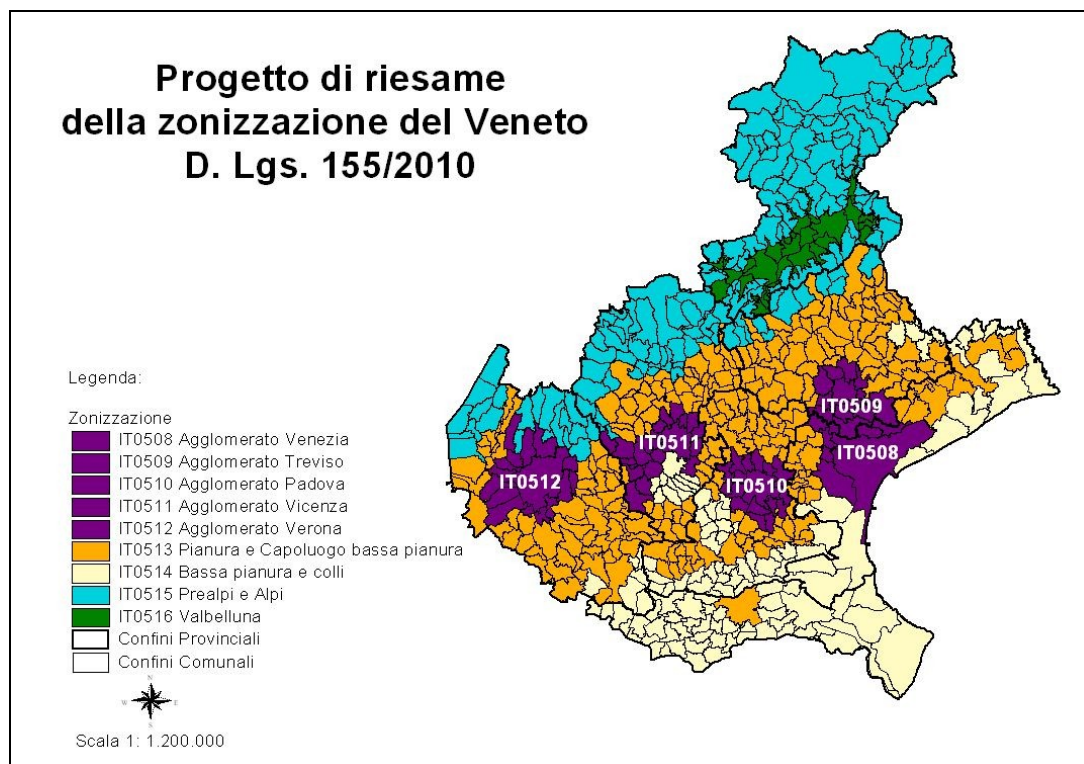 Progetto di riesame
della zonizzazione del Veneto
D. Lgs. 155/2010
IT0509
IT0511
IT0508
IT0512
IT0510
Legenda:
Zonizzazione
IT0508 Agglomerato Venezia
IT0509 Agglomerato Treviso
IT0510 Agglomerato Padova
IT0511 Agglomerato Vicenza
IT0512 Agglomerato Verona
IT0513 Pianura e Capoluogo bassa pianura
IT0514 Bassa pianura e colli
IT0515 Prealpi e Alpi
IT0516 Valbelluna
Confini Provinciali
Confini Comunali
N
W E
S
Scala 1: 1.200.000